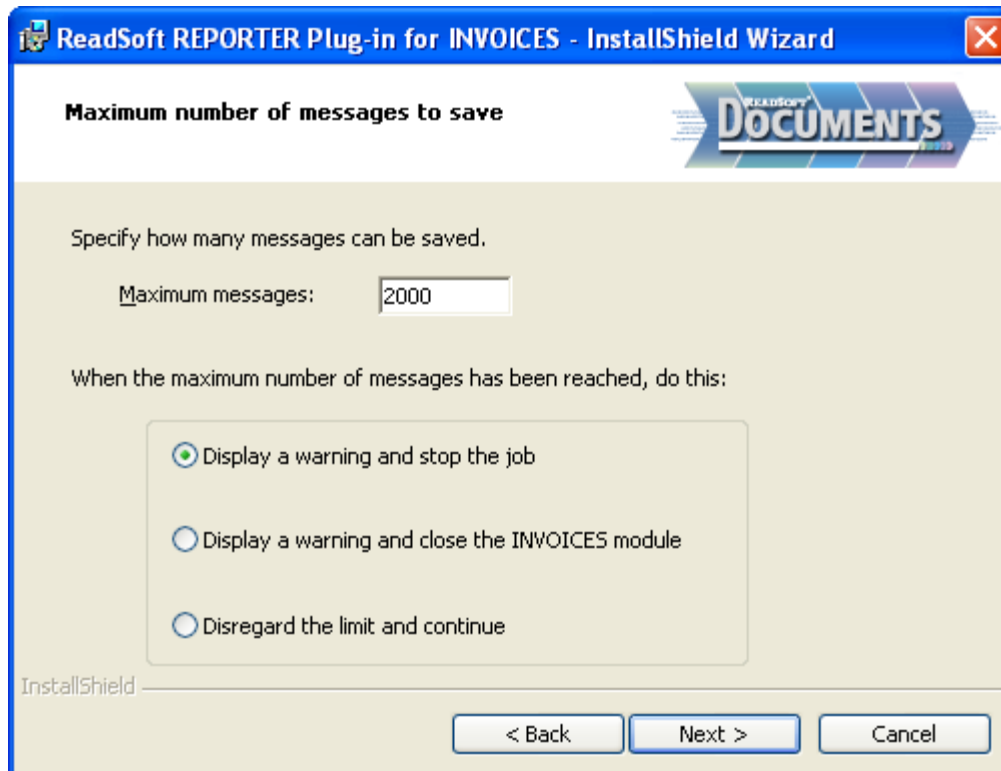 ReadSoft REPORTER Plug-in for INVOICES - InstallShield Wizard
Maximum number of messages to save
READSOFT
DOCUMENTS
Specify how many messages can be saved.
Maximum messages: 2000
When the maximum number of messages has been reached, do this:
Display a warning and stop the job
Display a warning and close the INVOICES module
Disregard the limit and continue
InstallShield
< Back Next > Cancel